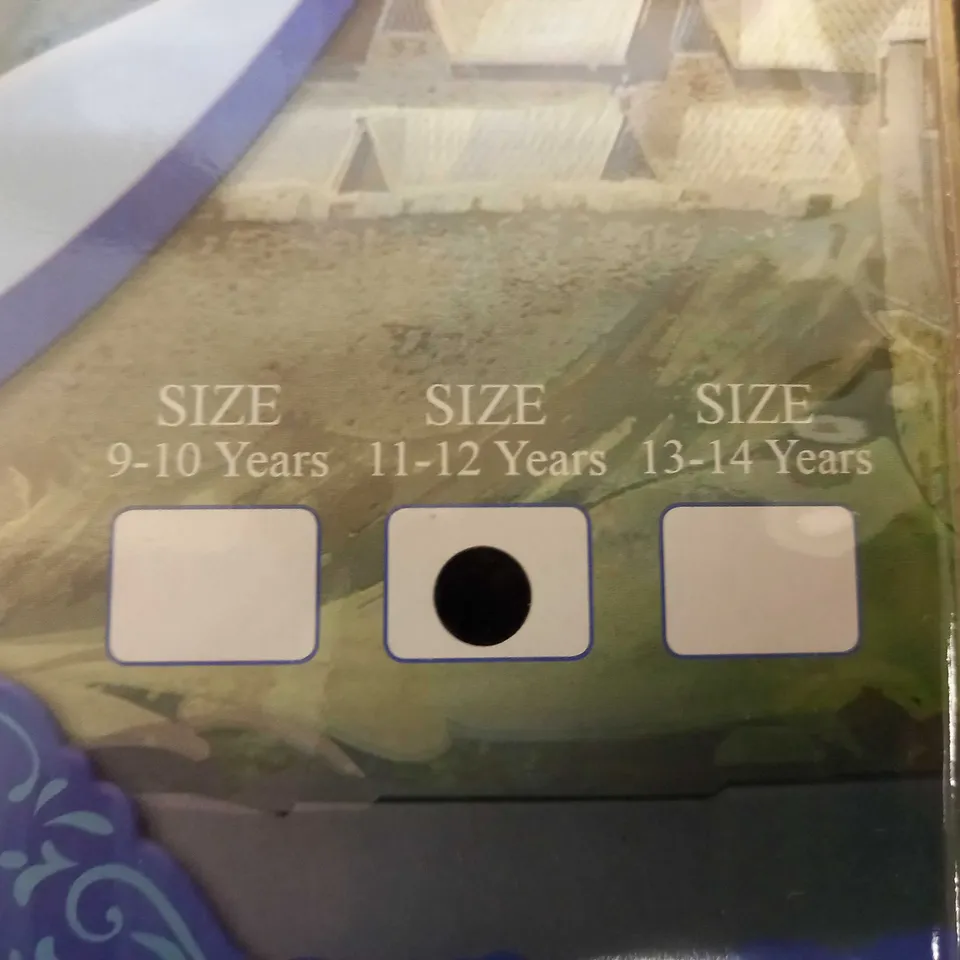 SIZE SIZE SIZE
9-10 Years 11-12 Years 13-14 Years